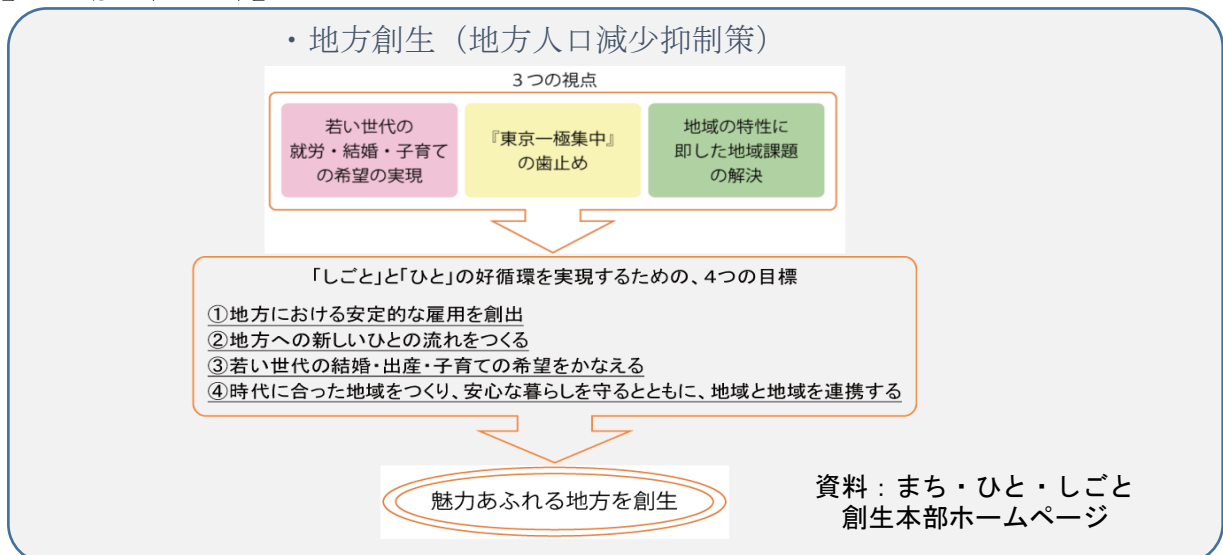 ・地方創生（地方人口減少抑制策）
３つの視点
若い世代の
就労・結婚・子育て
の希望の実現
『東京一極集中』
の歯止め
地域の特性に
即した地域課題
の解決
「しごと」と「ひと」の好循環を実現するための、４つの目標
①地方における安定的な雇用を創出
②地方への新しいひとの流れをつくる
③若い世代の結婚・出産・子育ての希望をかなえる
④時代に合った地域をつくり、安心な暮らしを守るとともに、地域と地域を連携する
魅力あふれる地方を創生
資料：まち・ひと・しごと
創生本部ホームページ